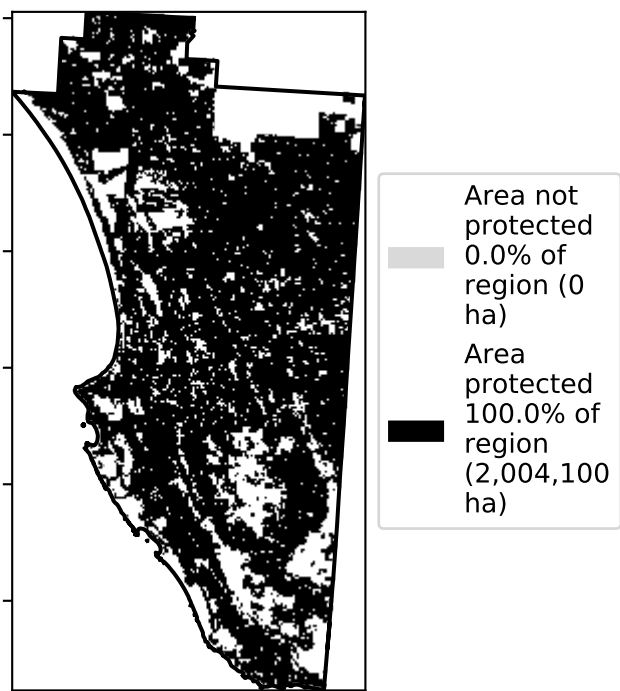 Area not
protected
0.0% of
region (0
ha)
Area
protected
100.0% of
region
(2,004,100
ha)